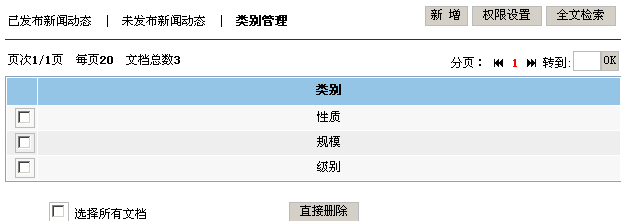 已发布新闻动态 | 未发布新闻动态 | 类别管理 新 增 权限设置 全文检索
页次1/1页 每页20 文档总数3 分页： 1 转到: OK
类别
性质
规模
级别
选择所有文档 直接删除